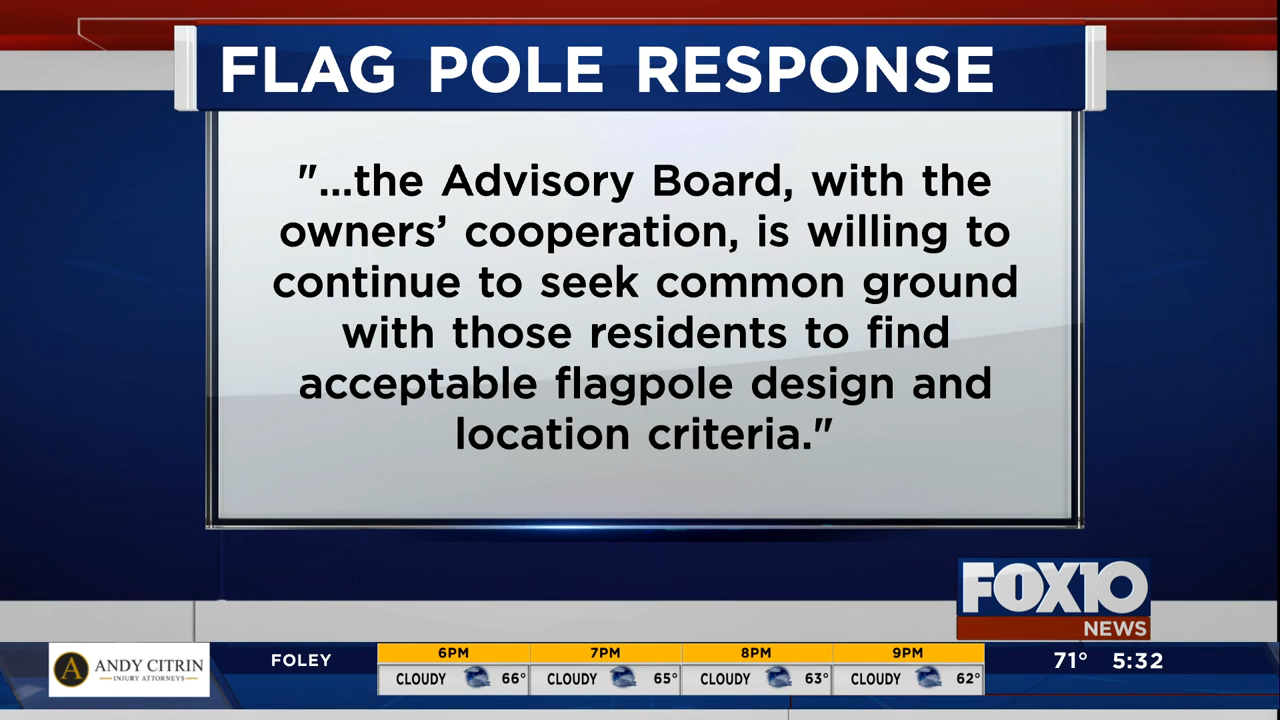 FLAG POLE RESPONSE
"...the Advisory Board, with the
owners’ cooperation, is willing to
continue to seek common ground
with those residents to find
acceptable flagpole design and
location criteria."
FOX10
NEWS
A ANDY CITRIN
INJURY ATTORNEYS
FOLEY
6PM 7PM 8PM 9PM
CLOUDY 66° CLOUDY 65° CLOUDY 63° CLOUDY 62°
71° 5:32